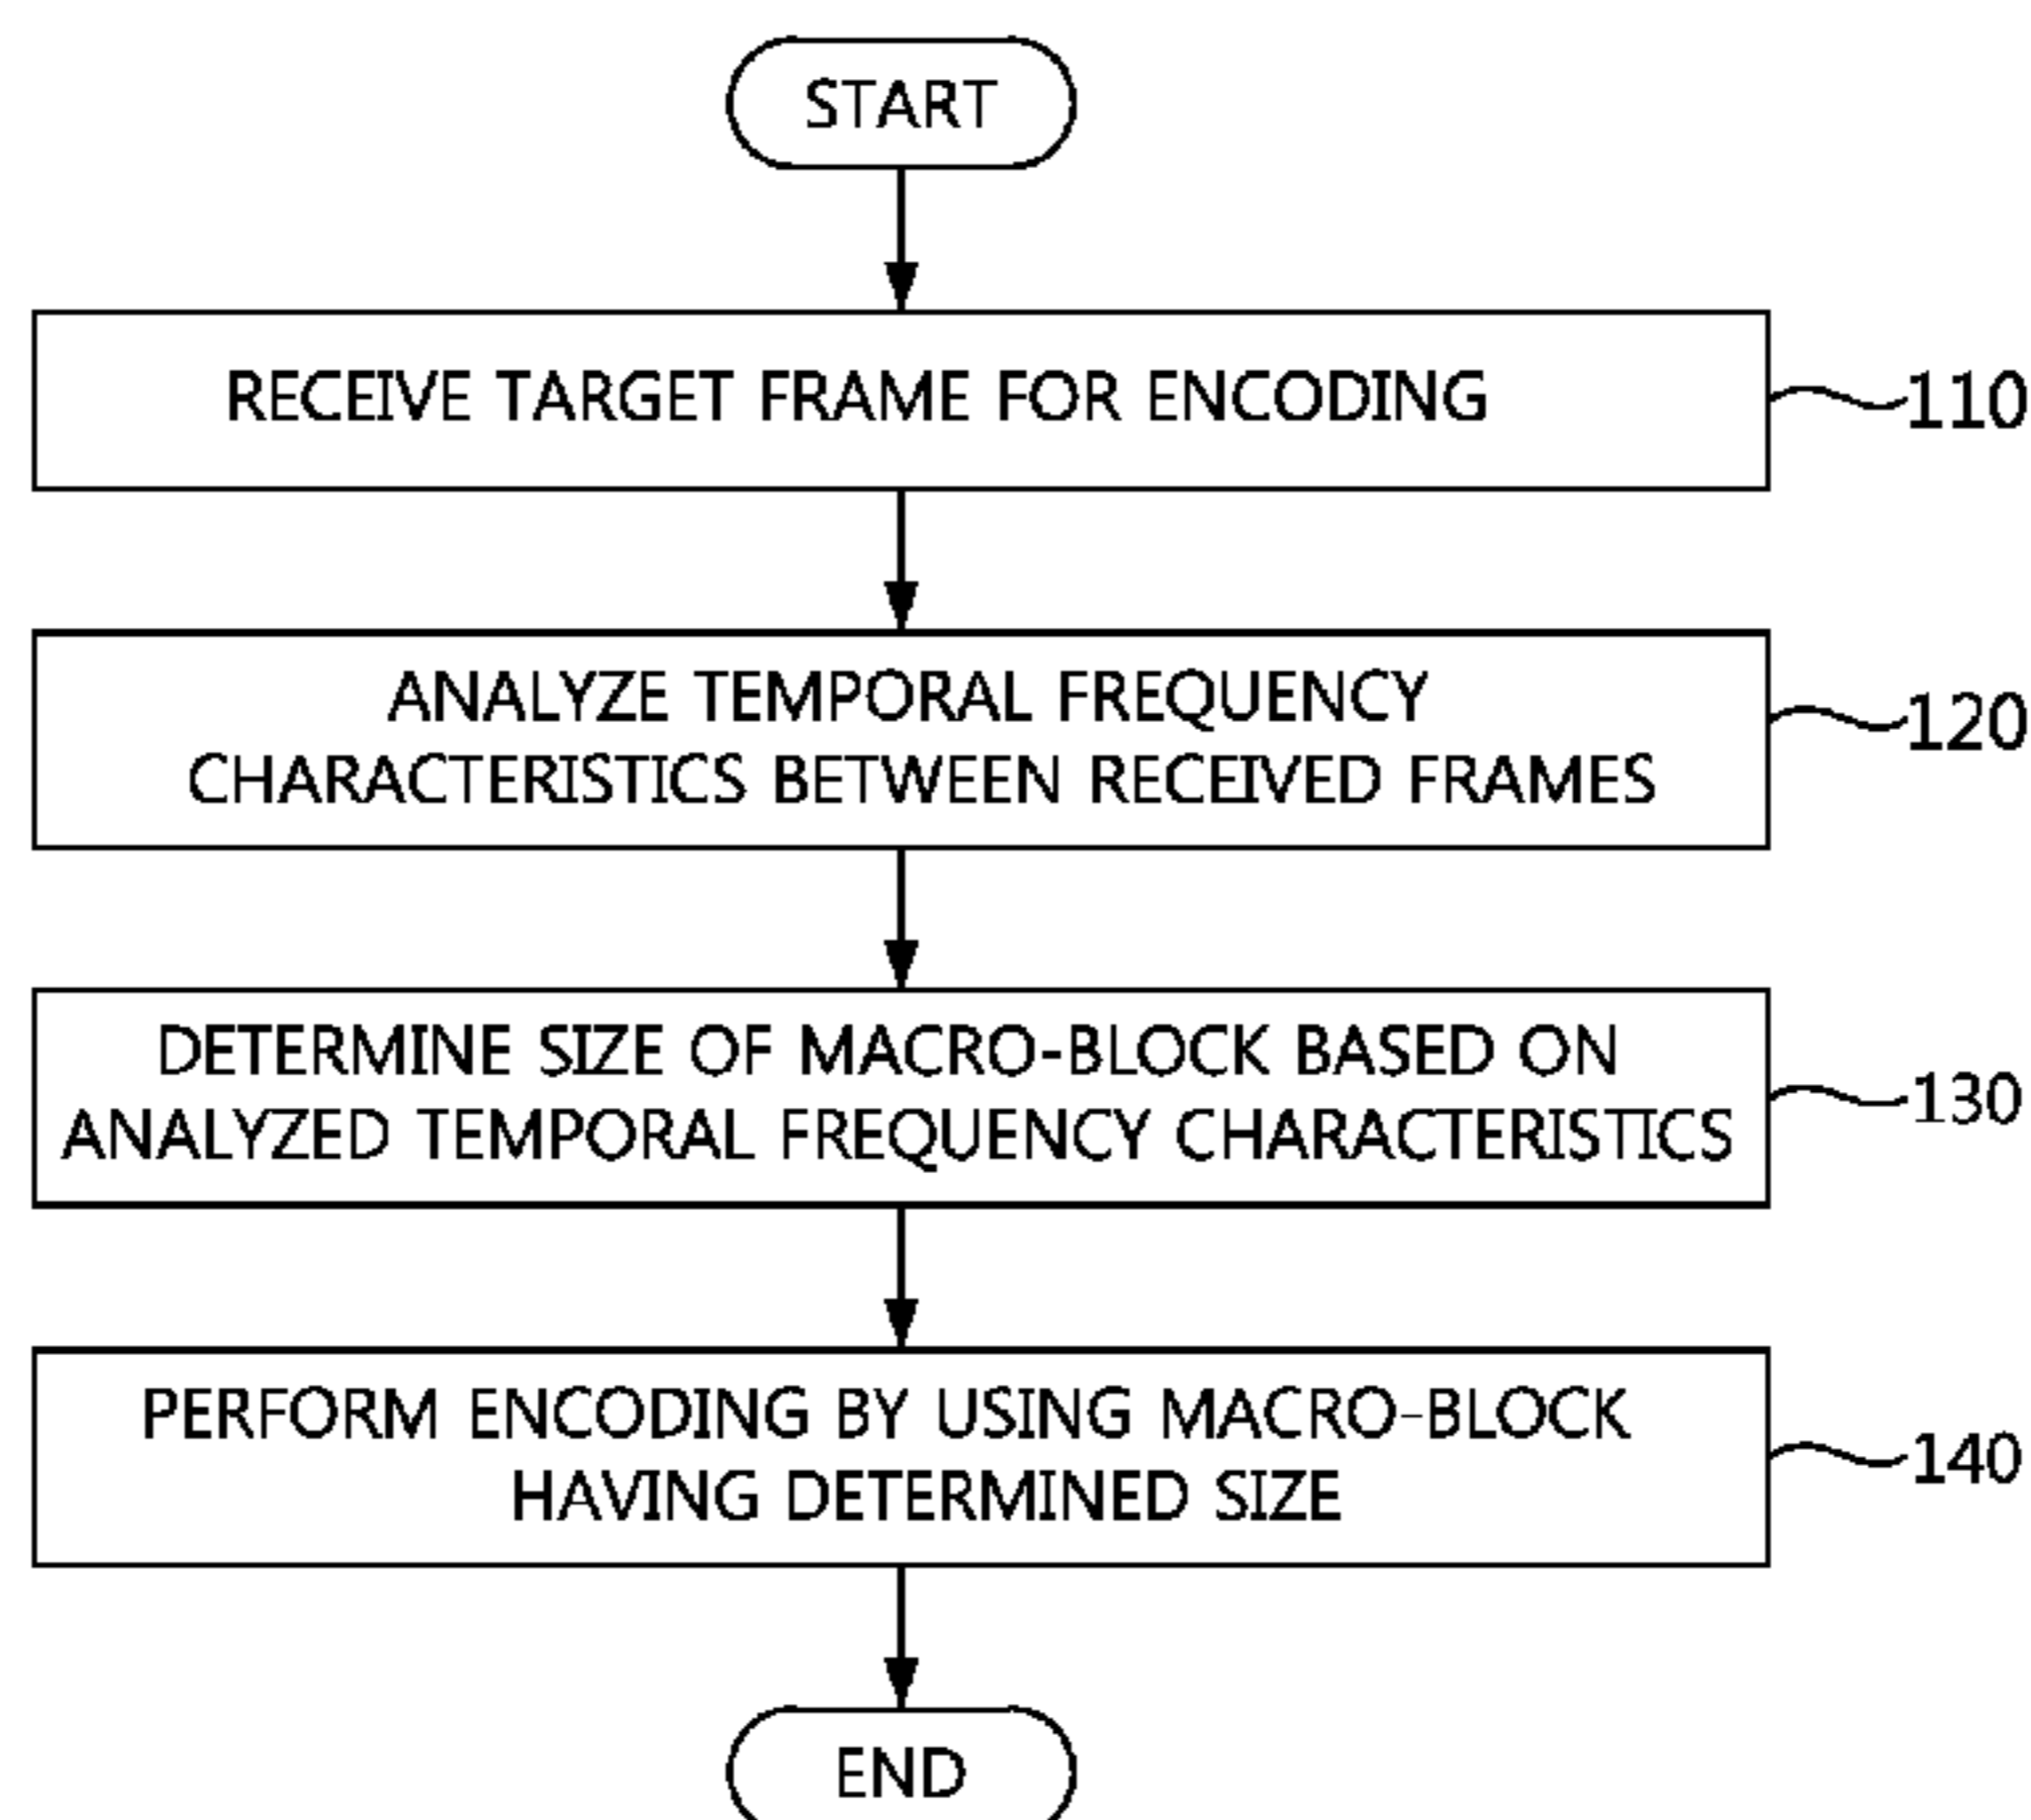 START
RECEIVE TARGET FRAME FOR ENCODING
110
ANALYZE TEMPORAL FREQUENCY
CHARACTERISTICS BETWEEN RECEIVED FRAMES
120
DETERMINE SIZE OF MACRO-BLOCK BASED ON
ANALYZED TEMPORAL FREQUENCY CHARACTERISTICS
130
PERFORM ENCODING BY USING MACRO-BLOCK
HAVING DETERMINED SIZE
140
END